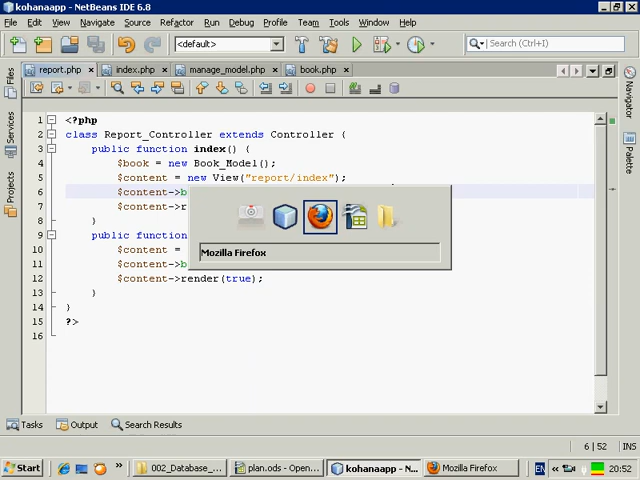 kohanaapp - NetBeans IDE 6.8
File Edit View Navigate Source Refactor Run Debug Profile Team Tools Window Help
<default>
Search (Ctrl+I)
report.php index.php manage_model.php book.php
Files
Services
Projects
Navigator
Palette
1 <?php
2 class Report_Controller extends Controller {
3 public function index() {
4 $book = new Book_Model();
5 $content = new View("report/index");
6 $content->b
7 $content->r
8 }
9 public function
10 $content =
11 $content->b
12 $content->render(true);
13 }
14 }
15 ?>
16
Mozilla Firefox
Tasks Output Search Results
6 | 52 INS
Start » 002_Database_... plan.ods - Open... kohanaapp - N... Mozilla Firefox EN « 20:52